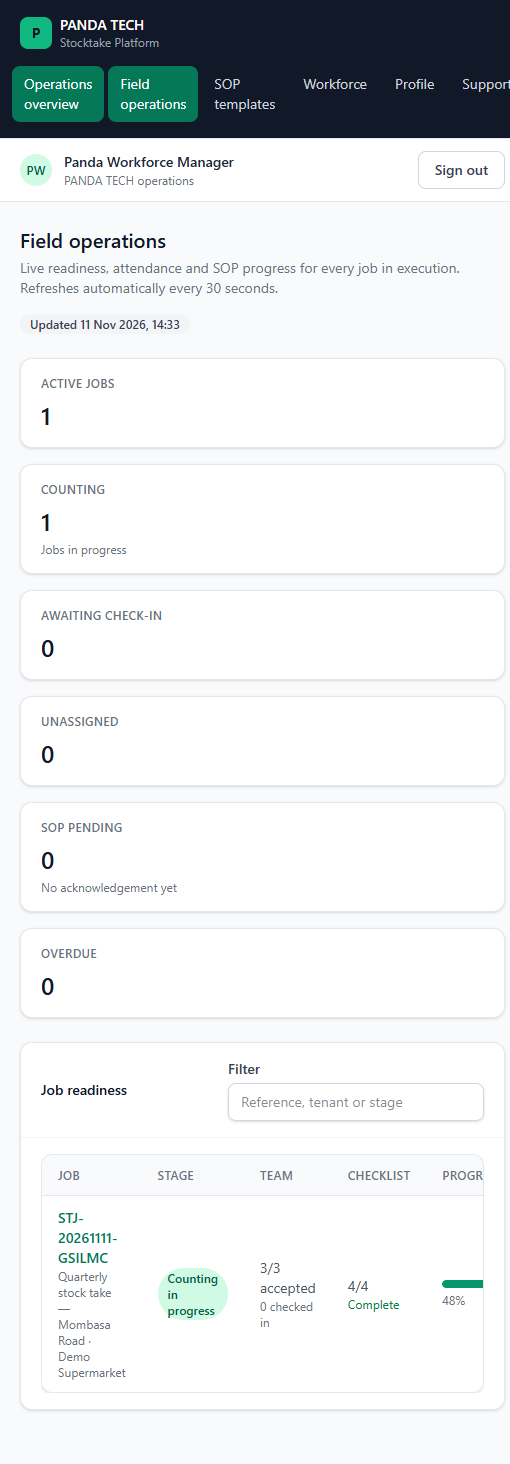 P
PANDA TECH
Stocktake Platform
Operations overview
Field operations
SOP templates
Workforce
Profile
Support
PW
Panda Workforce Manager
PANDA TECH operations
Sign out
Field operations
Live readiness, attendance and SOP progress for every job in execution.
Refreshes automatically every 30 seconds.
Updated 11 Nov 2026, 14:33
ACTIVE JOBS
1
COUNTING
1
Jobs in progress
AWAITING CHECK-IN
0
UNASSIGNED
0
SOP PENDING
0
No acknowledgement yet
OVERDUE
0
Job readiness
Filter
Reference, tenant or stage
JOB
STAGE
TEAM
CHECKLIST
PROGR
STJ-
20261111-
GSILMC
Quarterly
stock take
—
Mombasa
Road ·
Demo
Supermarket
Counting
in
progress
3/3
accepted
0 checked
in
4/4
Complete
48%